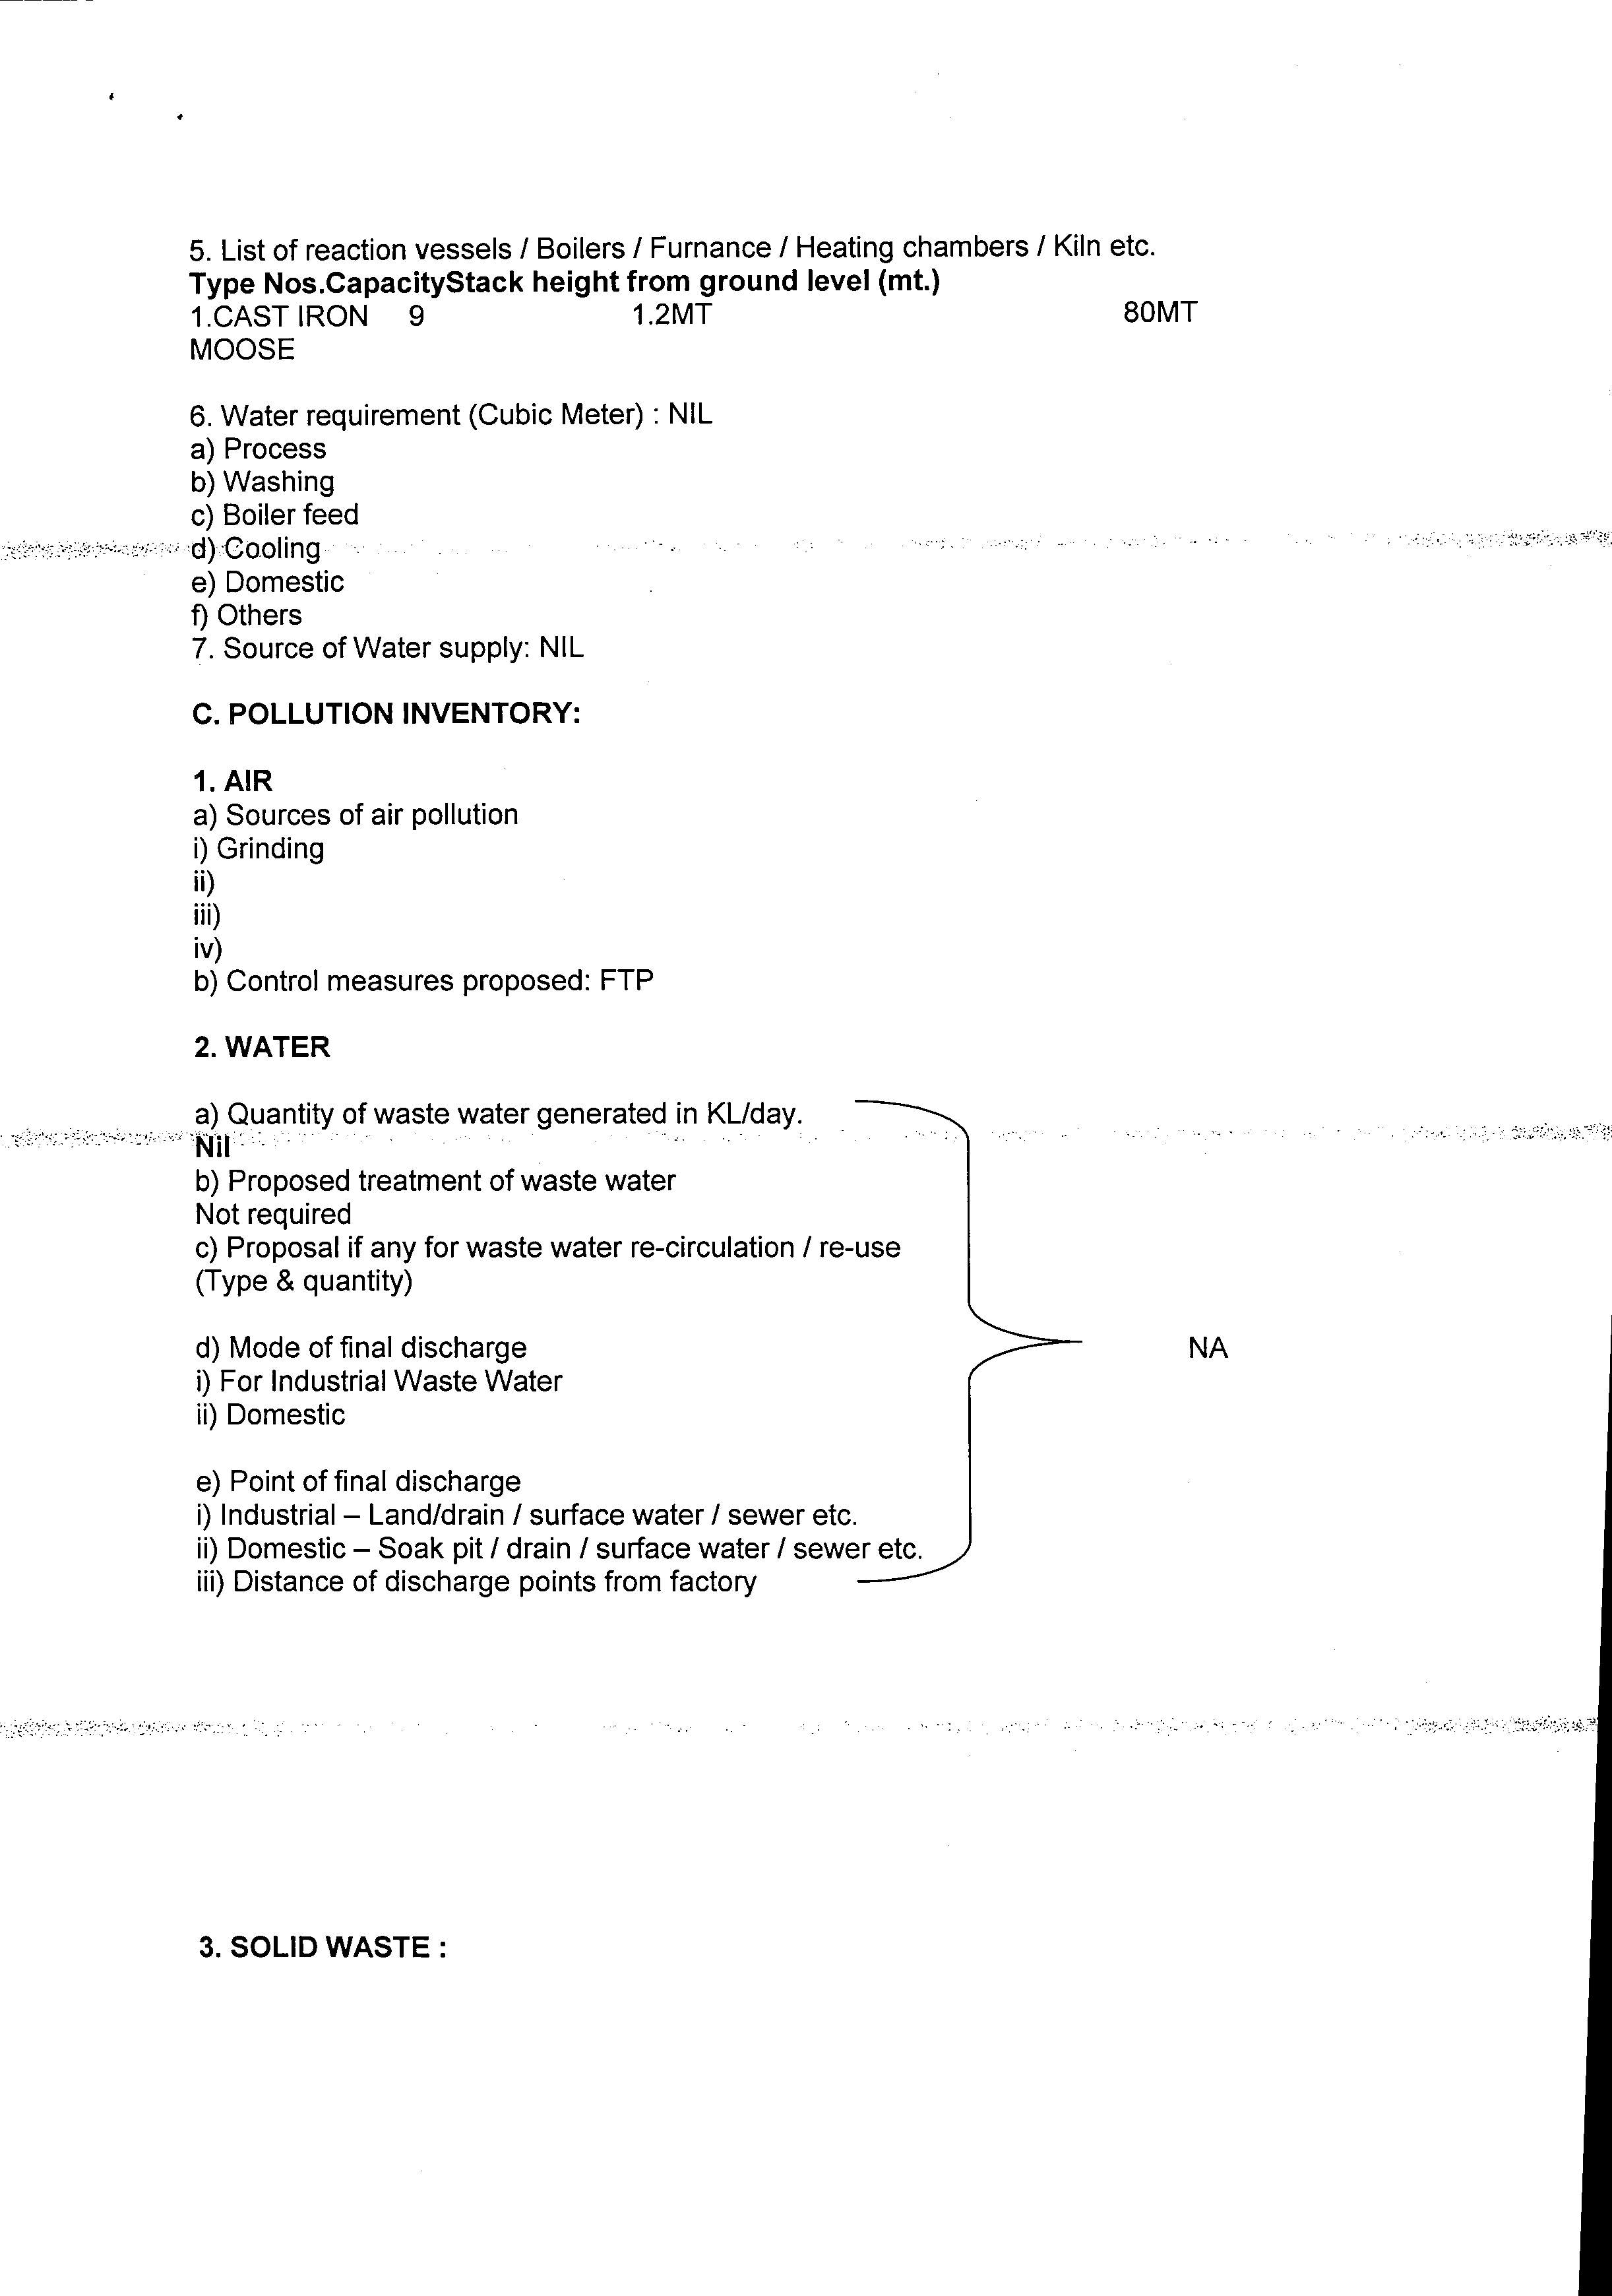 5. List of reaction vessels / Boilers / Furnance / Heating chambers / Kiln etc.
Type Nos.CapacityStack height from ground level (mt.)
1.CAST IRON 9 1.2MT 80MT
MOOSE
6. Water requirement (Cubic Meter) : NIL
a) Process
b) Washing
c) Boiler feed
d) Cooling
e) Domestic
f) Others
7. Source of Water supply: NIL
C. POLLUTION INVENTORY:
1. AIR
a) Sources of air pollution
i) Grinding
ii)
iii)
iv)
b) Control measures proposed: FTP
2. WATER
a) Quantity of waste water generated in KL/day.
Nil
b) Proposed treatment of waste water
Not required
c) Proposal if any for waste water re-circulation / re-use
(Type & quantity)
d) Mode of final discharge NA
i) For Industrial Waste Water
ii) Domestic
e) Point of final discharge
i) Industrial – Land/drain / surface water / sewer etc.
ii) Domestic – Soak pit / drain / surface water / sewer etc.
iii) Distance of discharge points from factory
3. SOLID WASTE :